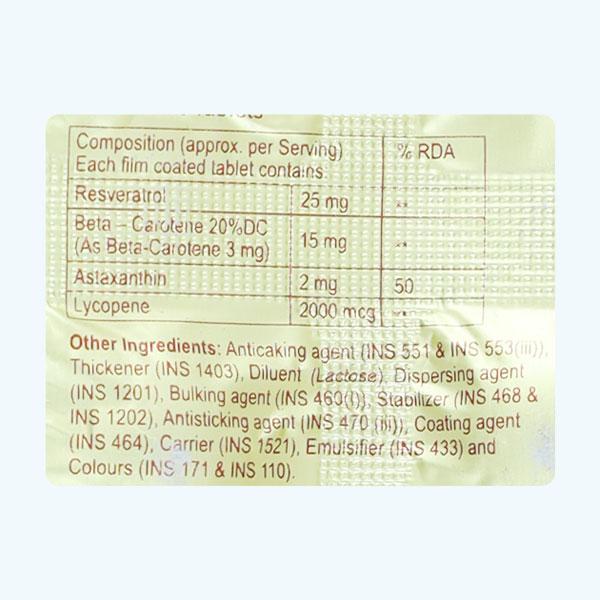 Composition (approx. per Serving) % RDA
Each film coated tablet contains:
Resveratrol 25 mg **
Beta – Carotene 20%DC
(As Beta-Carotene 3 mg) 15 mg **
Astaxanthin 2 mg 50
Lycopene 2000 mcg **
Other Ingredients: Anticaking agent (INS 551 & INS 553(iii)),
Thickener (INS 1403), Diluent (Lactose), Dispersing agent
(INS 1201), Bulking agent (INS 460(i)), Stabilizer (INS 468 &
INS 1202), Antisticking agent (INS 470 (iii)), Coating agent
(INS 464), Carrier (INS 1521), Emulsifier (INS 433) and
Colours (INS 171 & INS 110).